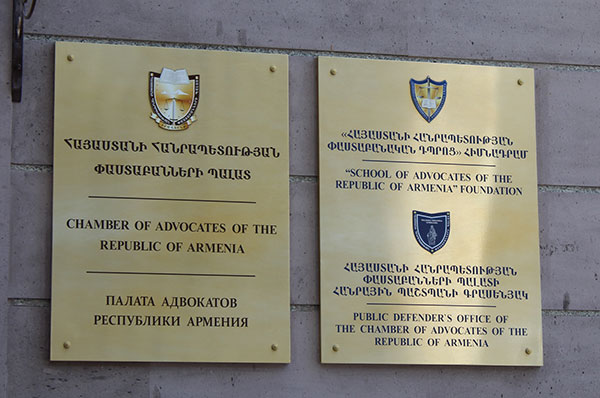 ՀԱՅԱՍՏԱՆԻ ՀԱՆՐԱՊԵՏՈՒԹՅԱՆ
ՓԱՍՏԱԲԱՆՆԵՐԻ ՊԱԼԱՏ
CHAMBER OF ADVOCATES OF THE
REPUBLIC OF ARMENIA
ПАЛАТА АДВОКАТОВ
РЕСПУБЛИКИ АРМЕНИЯ
«ՀԱՅԱՍՏԱՆԻ ՀԱՆՐԱՊԵՏՈՒԹՅԱՆ
ՓԱՍՏԱԲԱՆԱԿԱՆ ԴՊՐՈՑ» ՀԻՄՆԱԴՐԱՄ
“SCHOOL OF ADVOCATES OF THE
REPUBLIC OF ARMENIA” FOUNDATION
ՀԱՅԱՍՏԱՆԻ ՀԱՆՐԱՊԵՏՈՒԹՅԱՆ
ՓԱՍՏԱԲԱՆՆԵՐԻ ՊԱԼԱՏԻ
ՀԱՆՐԱՅԻՆ ՊԱՇՏՊԱՆԻ ԳՐԱՍԵՆՅԱԿ
PUBLIC DEFENDER'S OFFICE OF
THE CHAMBER OF ADVOCATES OF THE
REPUBLIC OF ARMENIA